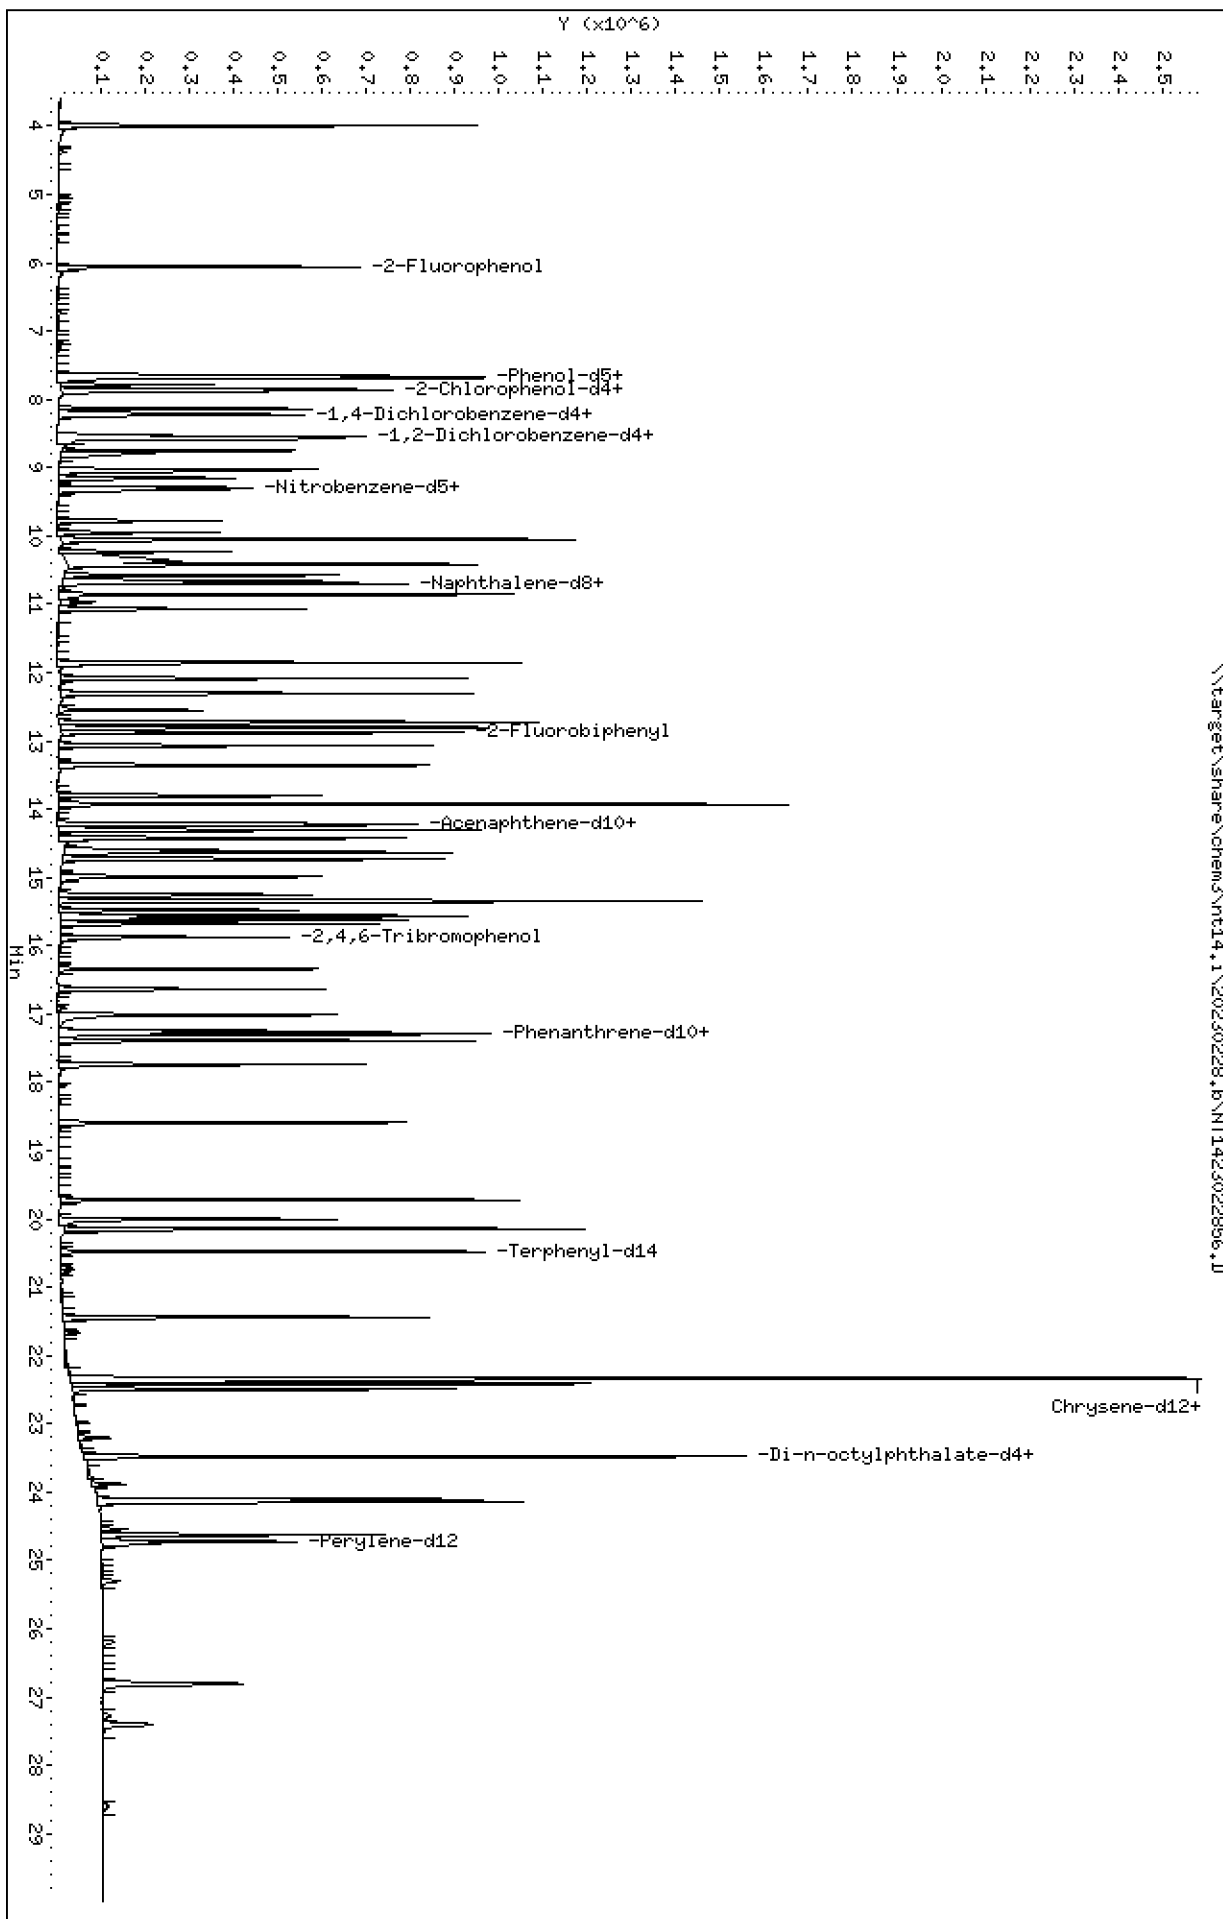 \\target\share\chem3\nt14.i\20230228.b\NT1423022856.D
Y (x10^6)
0.1
0.2
0.3
0.4
0.5
0.6
0.7
0.8
0.9
1.0
1.1
1.2
1.3
1.4
1.5
1.6
1.7
1.8
1.9
2.0
2.1
2.2
2.3
2.4
2.5
-2-Fluorophenol
-Phenol-d5+
-2-Chlorophenol-d4+
-1,4-Dichlorobenzene-d4+
-1,2-Dichlorobenzene-d4+
-Nitrobenzene-d5+
-Naphthalene-d8+
-2-Fluorobiphenyl
-Acenaphthene-d10+
-2,4,6-Tribromophenol
-Phenanthrene-d10+
-Terphenyl-d14
Chrysene-d12+
-Di-n-octylphthalate-d4+
-Perylene-d12
4
5
6
7
8
9
10
11
12
13
14
15
16
17
18
19
20
21
22
23
24
25
26
27
28
29
Min